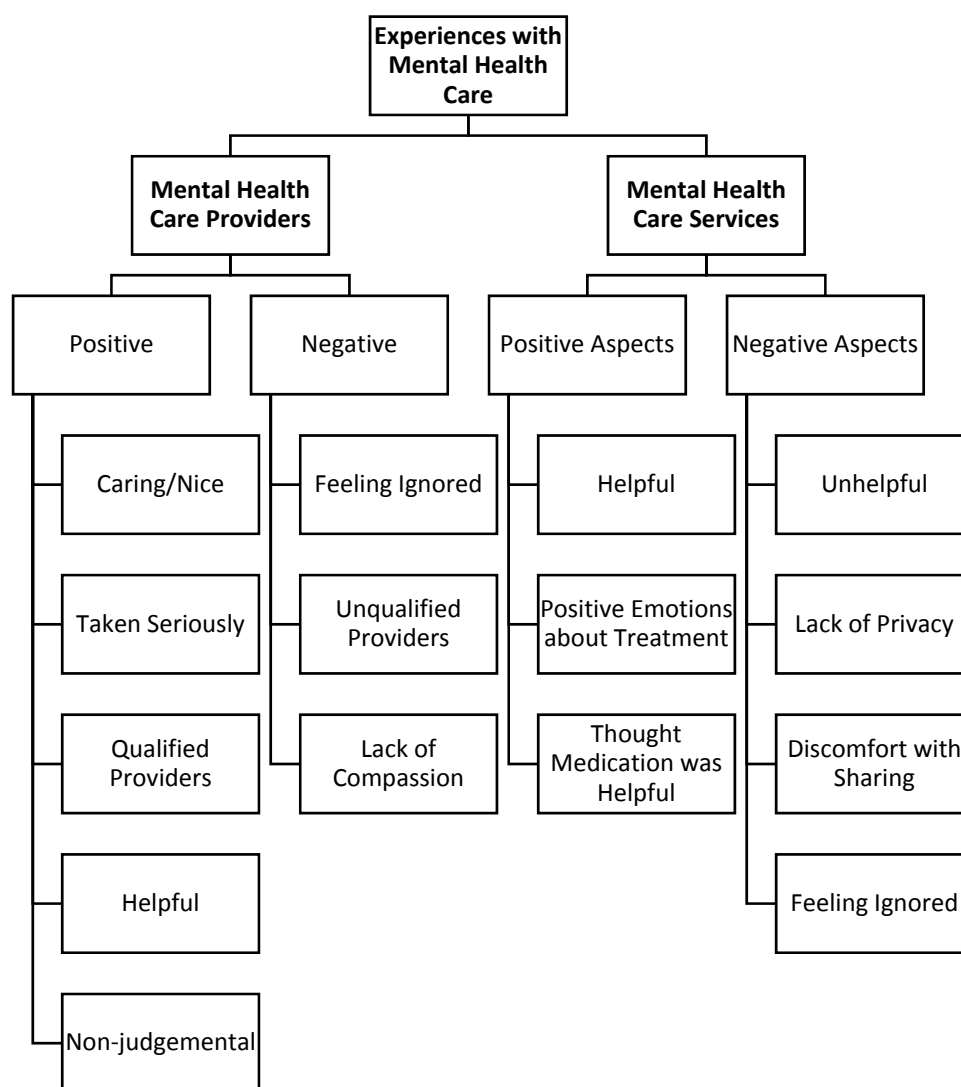 Experiences with
Mental Health
Care
Mental Health
Care Providers
Mental Health
Care Services
Positive
Negative
Positive Aspects
Negative Aspects
Caring/Nice
Feeling Ignored
Helpful
Unhelpful
Taken Seriously
Unqualified
Providers
Positive Emotions
about Treatment
Lack of Privacy
Qualified
Providers
Lack of
Compassion
Thought
Medication was
Helpful
Discomfort with
Sharing
Helpful
Feeling Ignored
Non-judgemental